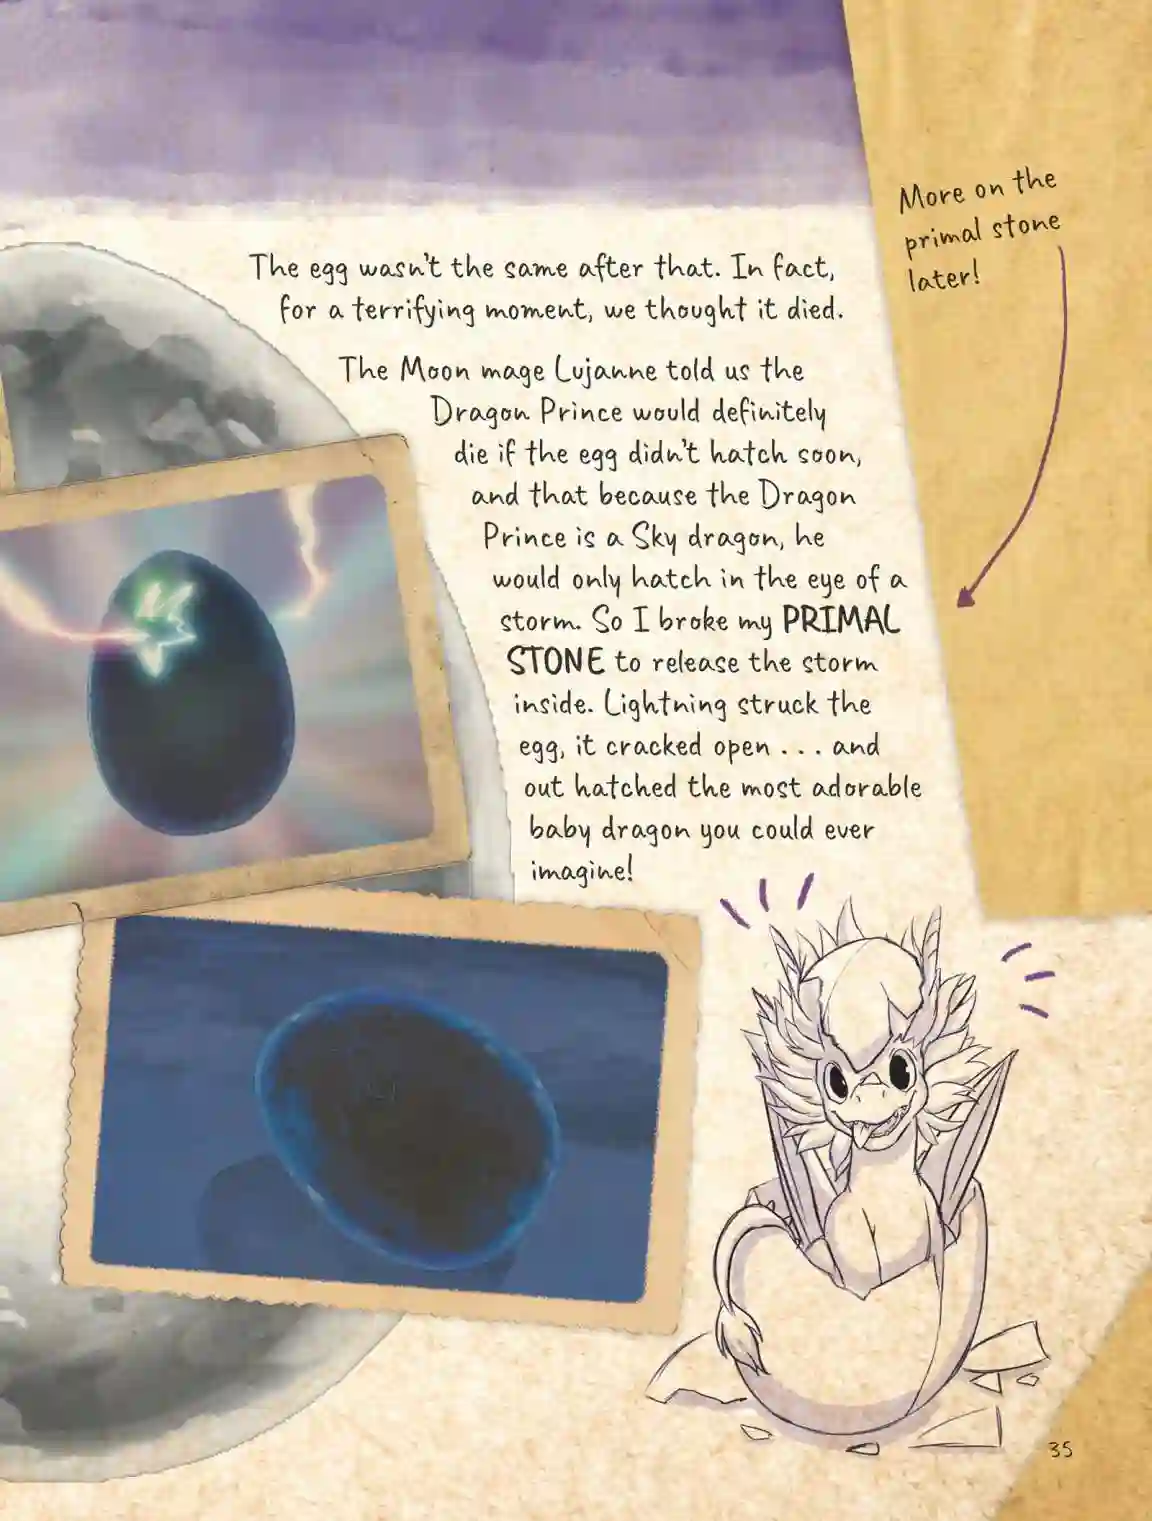 More on the
primal stone
later!
The egg wasn't the same after that. In fact,
for a terrifying moment, we thought it died.
The Moon mage Lujanne told us the
Dragon Prince would definitely
die if the egg didn't hatch soon,
and that because the Dragon
Prince is a Sky dragon, he
would only hatch in the eye of a
storm. So I broke my PRIMAL
STONE to release the storm
inside. Lightning struck the
egg, it cracked open . . . and
out hatched the most adorable
baby dragon you could ever
imagine!
35